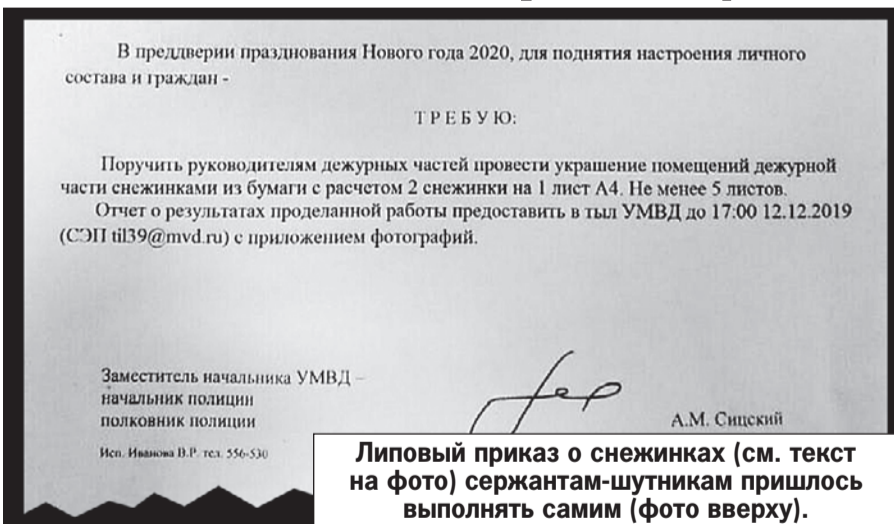 В преддверии празднования Нового года 2020, для поднятия настроения личного
состава и граждан -
ТРЕБУЮ:
Поручить руководителям дежурных частей провести украшение помещений дежурной
части снежинками из бумаги с расчетом 2 снежинки на 1 лист А4. Не менее 5 листов.
Отчет о результатах проделанной работы предоставить в тыл УМВД до 17:00 12.12.2019
(СЭП til39@mvd.ru) с приложением фотографий.
Заместитель начальника УМВД –
начальник полиции
полковник полиции
А.М. Сицский
Исп. Иванова В.Р. тел. 556-530
Липовый приказ о снежинках (см. текст
на фото) сержантам-шутникам пришлось
выполнять самим (фото вверху).